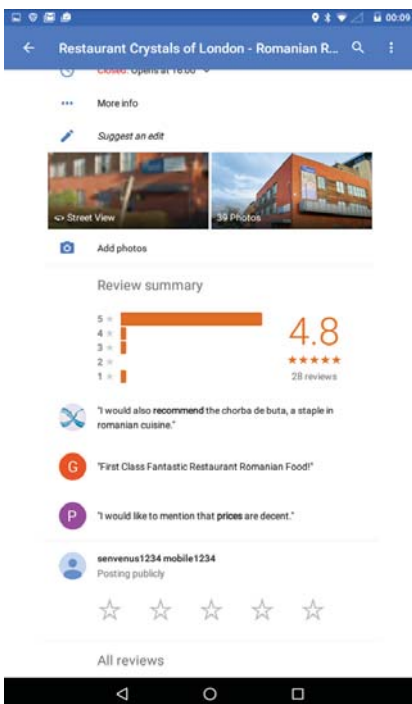 00:09
Restaurant Crystals of London - Romanian R...
Closed. Opens at 18:00
More info
Suggest an edit
Street View
39 Photos
Add photos
Review summary
5
4
3
2
1
4.8
28 reviews
"I would also recommend the chorba de buta, a staple in
romanian cuisine."
G
"First Class Fantastic Restaurant Romanian Food!"
P
"I would like to mention that prices are decent."
senvenus1234 mobile1234
Posting publicly
All reviews